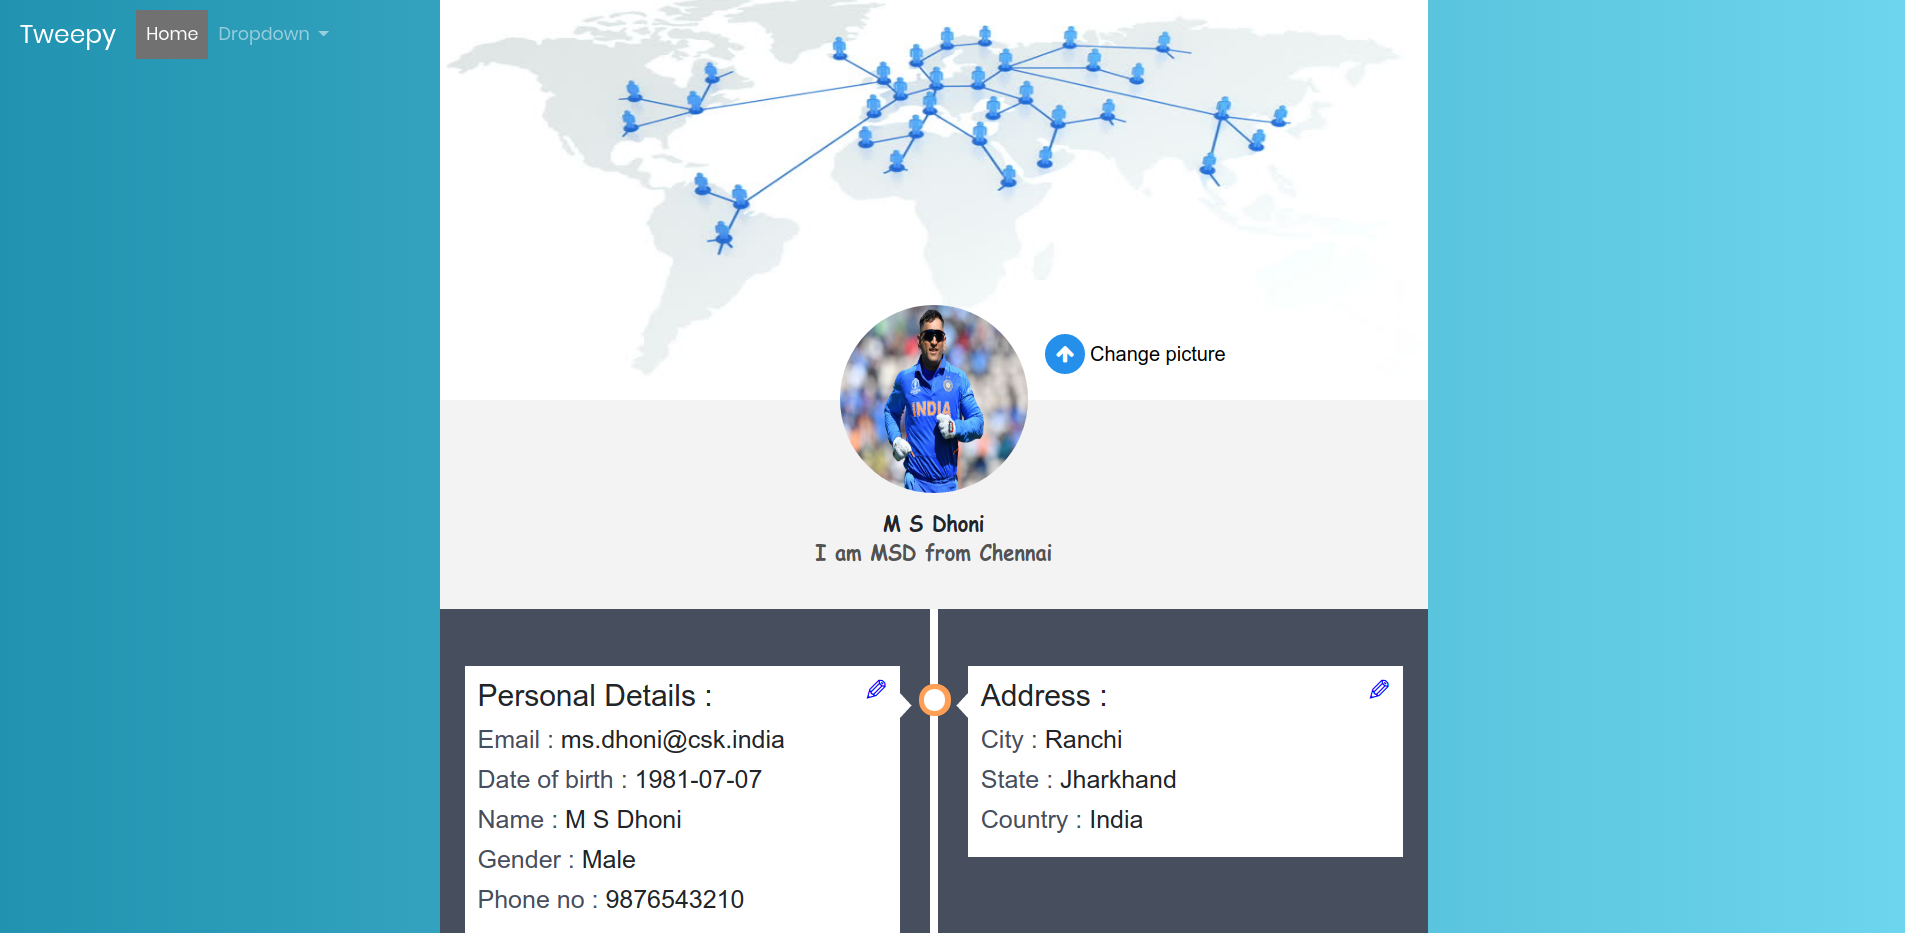 Tweepy Home Dropdown
Change picture
INDIA
M S Dhoni
I am MSD from Chennai
Personal Details :
Email : ms.dhoni@csk.india
Date of birth : 1981-07-07
Name : M S Dhoni
Gender : Male
Phone no : 9876543210
Address :
City : Ranchi
State : Jharkhand
Country : India